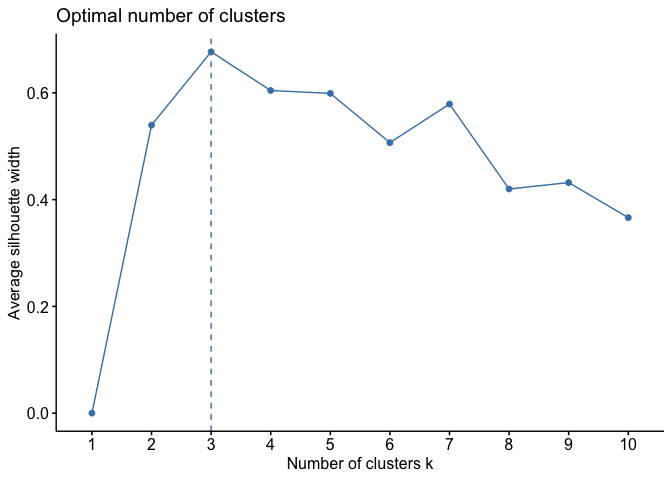 Optimal number of clusters
Average silhouette width
0.6
0.4
0.2
0.0
1 2 3 4 5 6 7 8 9 10
Number of clusters k